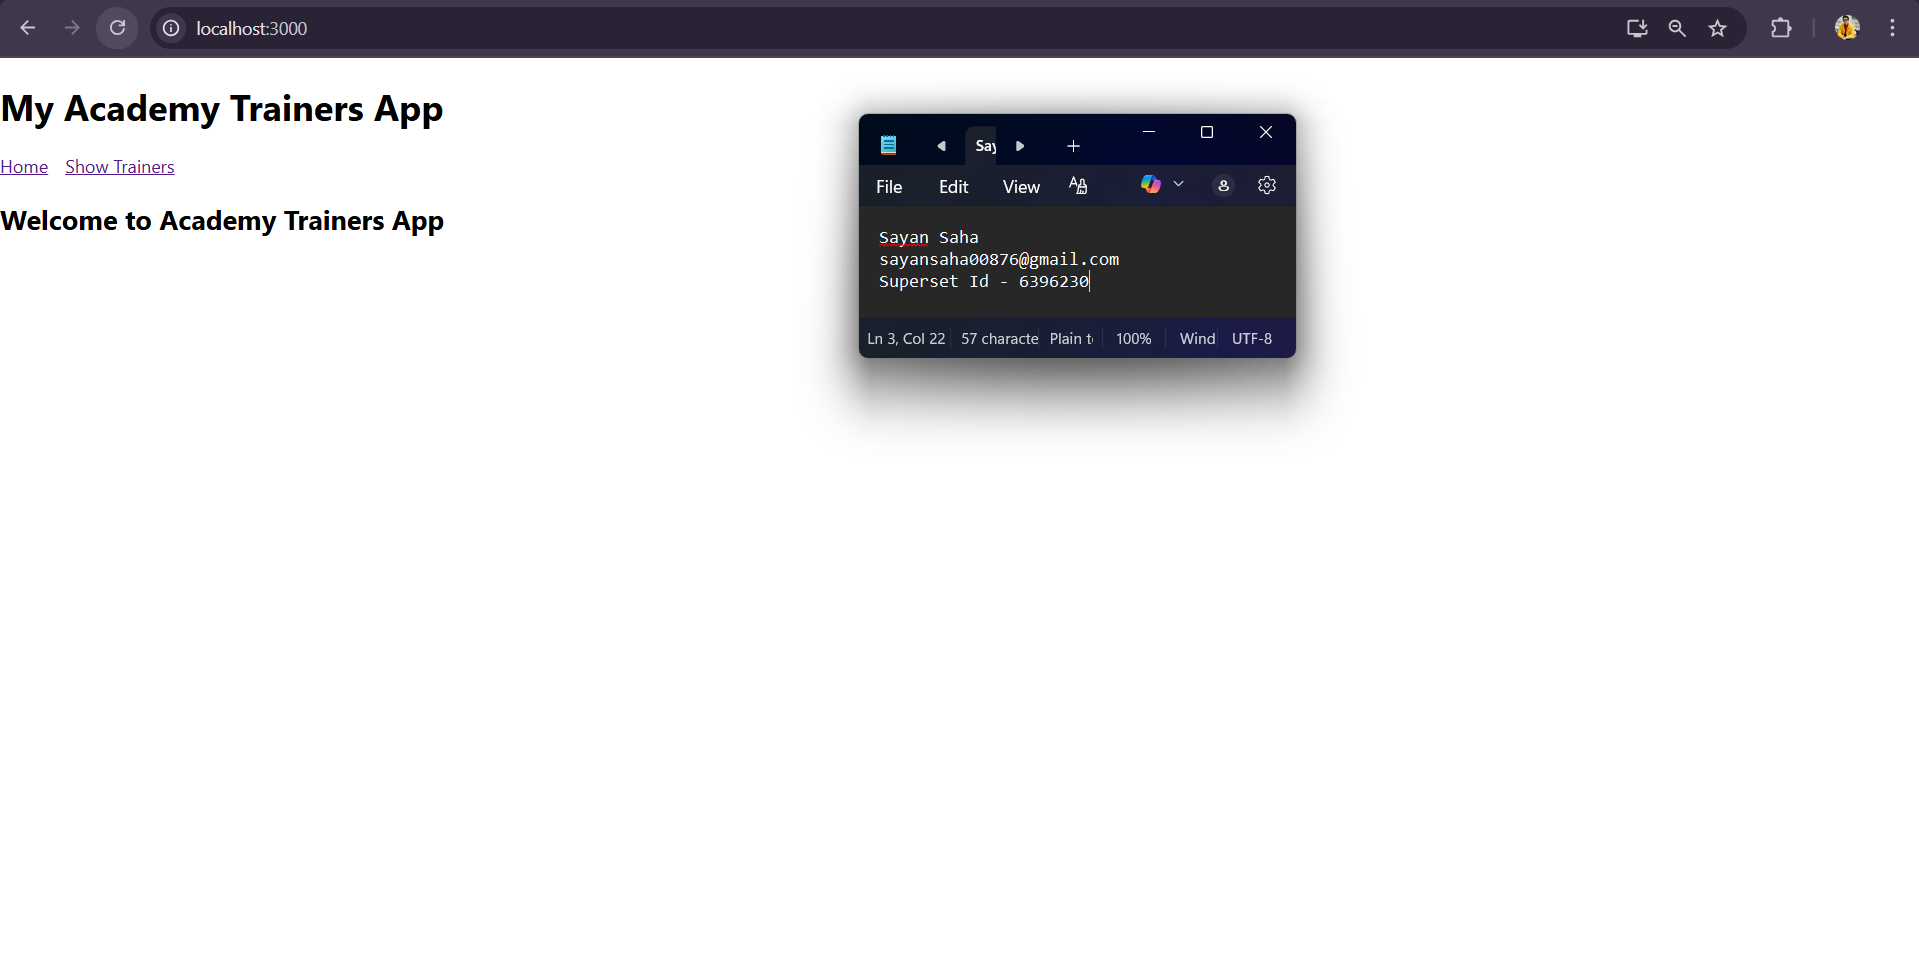 localhost:3000
My Academy Trainers App
Home Show Trainers
Welcome to Academy Trainers App
Say
File Edit View
Sayan Saha
sayansaha00876@gmail.com
Superset Id - 6396230
Ln 3, Col 22 57 characte Plain t 100% Wind UTF-8